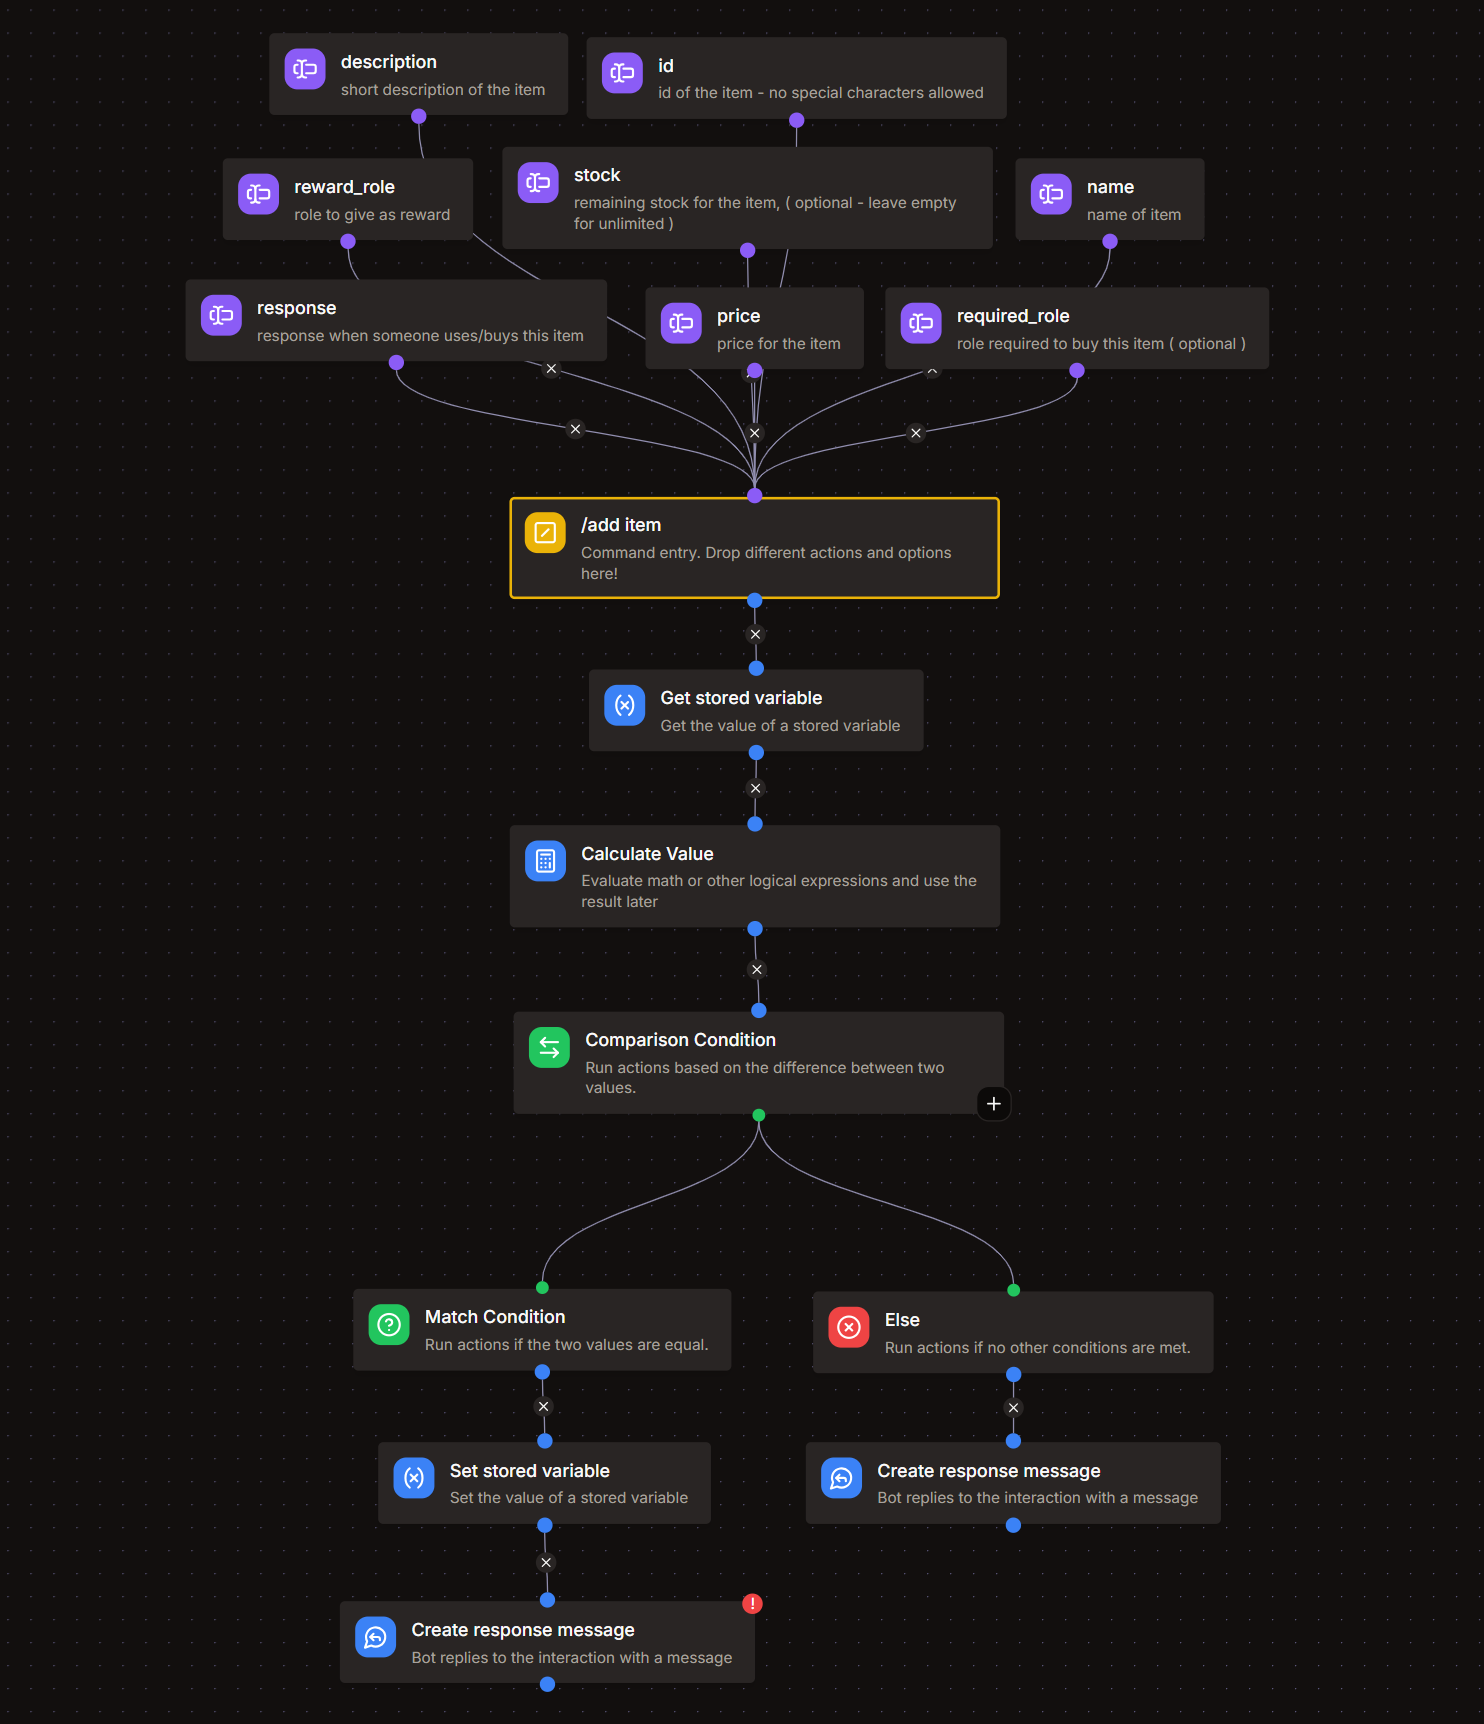 description
short description of the item
id
id of the item - no special characters allowed
reward_role
role to give as reward
stock
remaining stock for the item, ( optional - leave empty
for unlimited )
name
name of item
response
response when someone uses/buys this item
price
price for the item
required_role
role required to buy this item ( optional )
/add item
Command entry. Drop different actions and options
here!
Get stored variable
Get the value of a stored variable
Calculate Value
Evaluate math or other logical expressions and use the
result later
Comparison Condition
Run actions based on the difference between two
values.
Match Condition
Run actions if the two values are equal.
Else
Run actions if no other conditions are met.
Set stored variable
Set the value of a stored variable
Create response message
Bot replies to the interaction with a message
Create response message
Bot replies to the interaction with a message